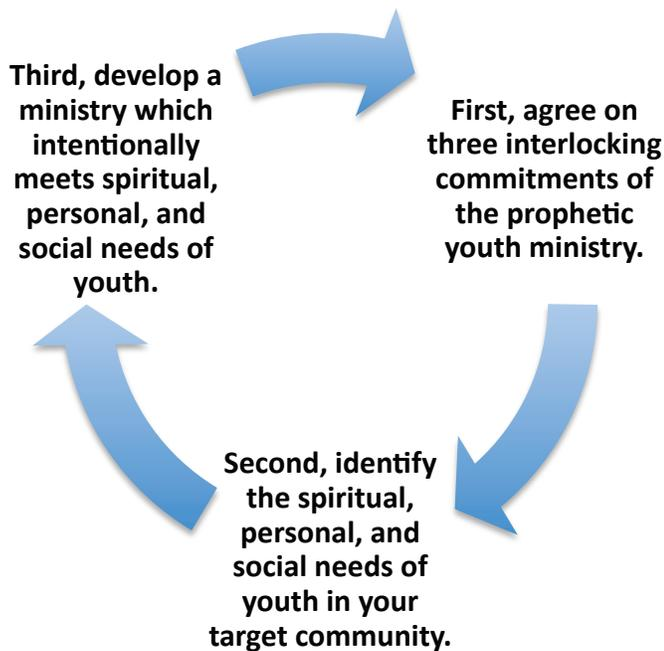 First, agree on
three interlocking
commitments of
the prophetic
youth ministry.
Second, identify
the spiritual,
personal, and
social needs of
youth in your
target community.
Third, develop a
ministry which
intentionally
meets spiritual,
personal, and
social needs of
youth.